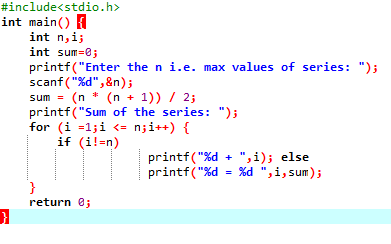 #include<stdio.h>
int main() {
    int n,i;
    int sum=0;
    printf("Enter the n i.e. max values of series: ");
    scanf("%d",&n);
    sum = (n * (n + 1)) / 2;
    printf("Sum of the series: ");
    for (i =1;i <= n;i++) {
        if (i!=n)
                     printf("%d + ",i); else
                     printf("%d = %d ",i,sum);
    }
    return 0;
}